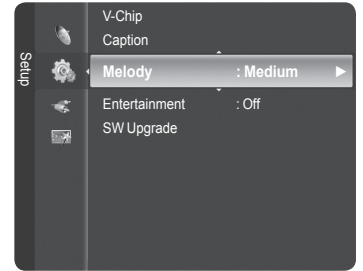 Setup
V-Chip
Caption
Melody : Medium ►
Entertainment : Off
SW Upgrade